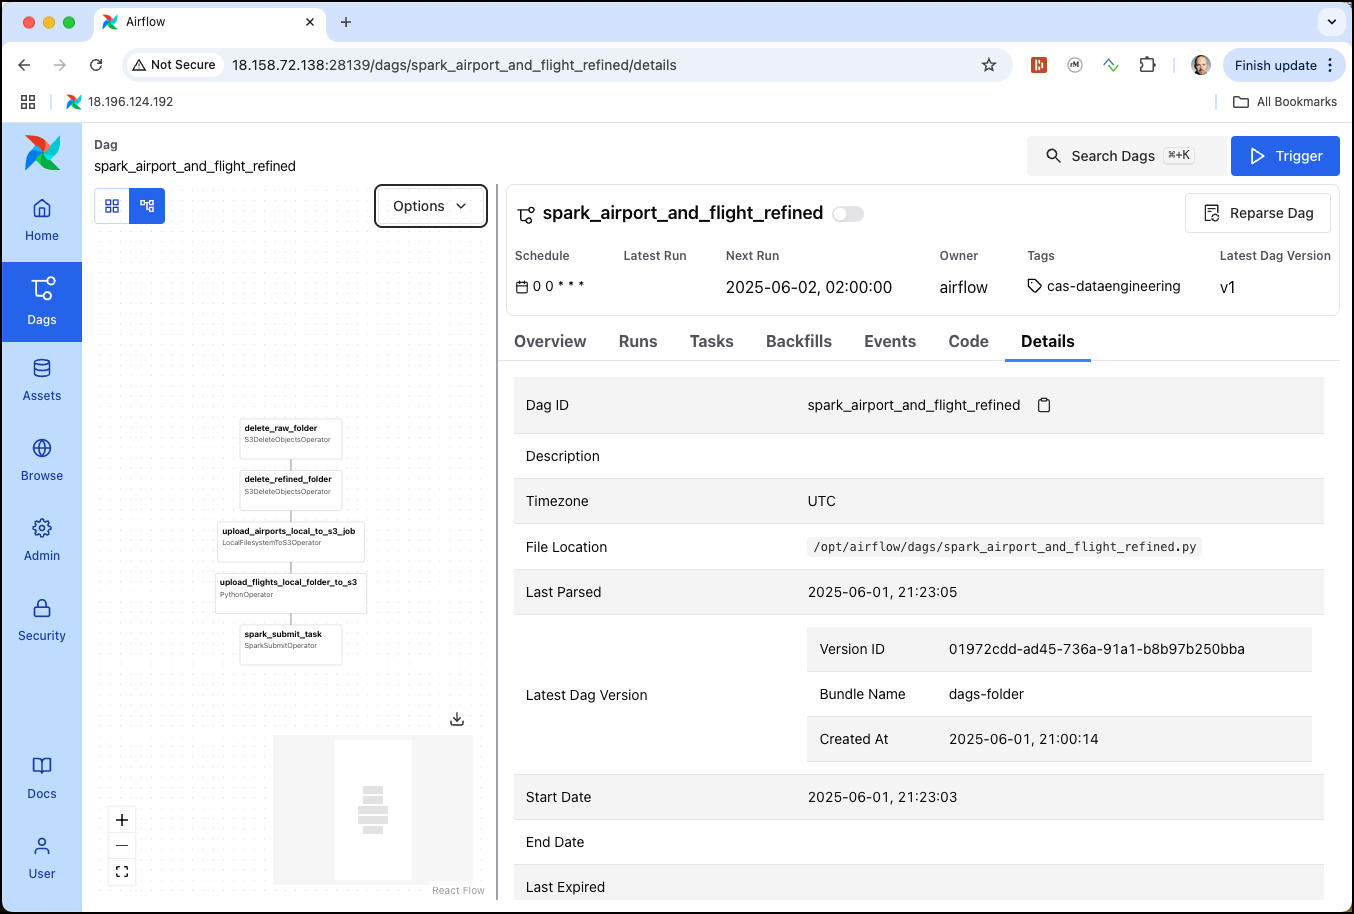 Airflow
Not Secure
18.158.72.138:28139/dags/spark_airport_and_flight_refined/details
rM
Finish update
18.196.124.192
All Bookmarks
Home
Dags
Assets
Browse
Admin
Security
Docs
User
Dag
spark_airport_and_flight_refined
Search Dags ⌘+K
Trigger
Options
delete_raw_folder
S3DeleteObjectsOperator
delete_refined_folder
S3DeleteObjectsOperator
upload_airports_local_to_s3_job
LocalFilesystemToS3Operator
upload_flights_local_folder_to_s3
PythonOperator
spark_submit_task
SparkSubmitOperator
React Flow
spark_airport_and_flight_refined
Reparse Dag
Schedule Latest Run Next Run Owner Tags Latest Dag Version
0 0 * * * 2025-06-02, 02:00:00 airflow cas-dataengineering v1
Overview Runs Tasks Backfills Events Code Details
Dag ID spark_airport_and_flight_refined
Description
Timezone UTC
File Location /opt/airflow/dags/spark_airport_and_flight_refined.py
Last Parsed 2025-06-01, 21:23:05
Latest Dag Version
Version ID 01972cdd-ad45-736a-91a1-b8b97b250bba
Bundle Name dags-folder
Created At 2025-06-01, 21:00:14
Start Date 2025-06-01, 21:23:03
End Date
Last Expired